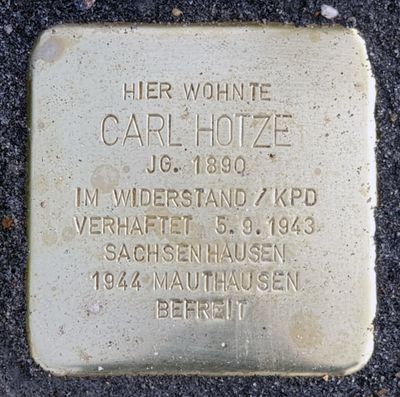 HIER WOHNTE
CARL HOTZE
JG. 1890
IM WIDERSTAND / KPD
VERHAFTET 5.9.1943
SACHSENHAUSEN
1944 MAUTHAUSEN
BEFREIT